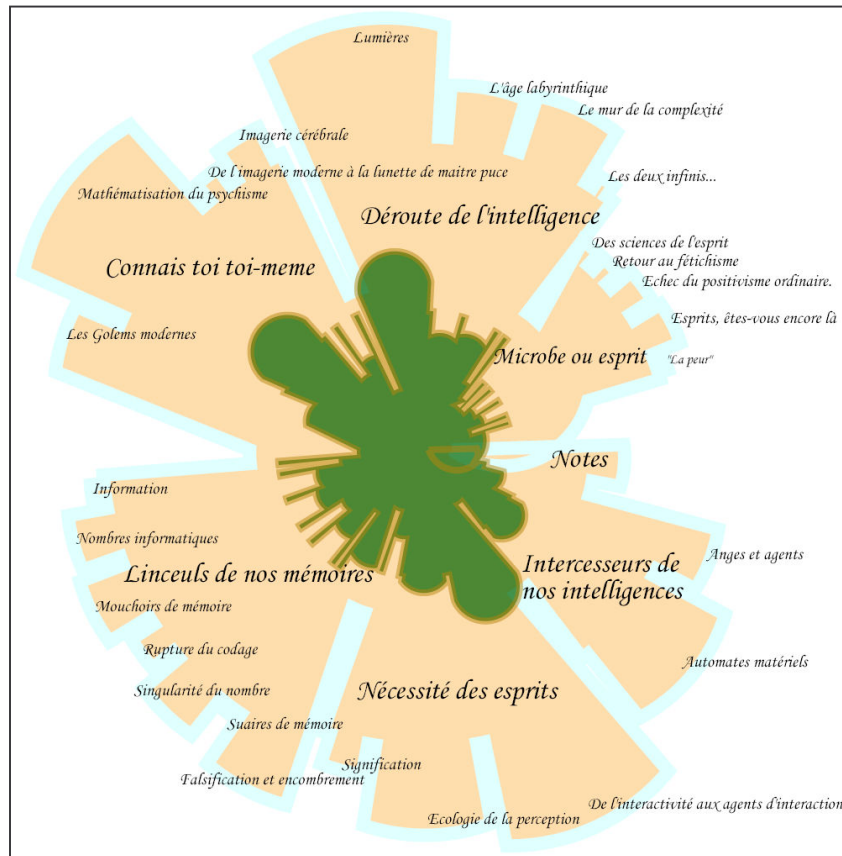 Lumières
L'âge labyrinthique
Le mur de la complexité
Imagerie cérébrale
De l'imagerie moderne à la lunette de maitre puce
Les deux infinis...
Mathématisation du psychisme
Déroute de l'intelligence
Des sciences de l'esprit
Retour au fétichisme
Connais toi toi-meme
Echec du positivisme ordinaire.
Esprits, êtes-vous encore là
Les Golems modernes
Microbe ou esprit
"La peur"
Notes
Information
Nombres informatiques
Anges et agents
Linceuls de nos mémoires
Intercesseurs de
nos intelligences
Mouchoirs de mémoire
Rupture du codage
Automates matériels
Singularité du nombre
Nécessité des esprits
Suaires de mémoire
Signification
Falsification et encombrement
De l'interactivité aux agents d'interaction
Ecologie de la perception